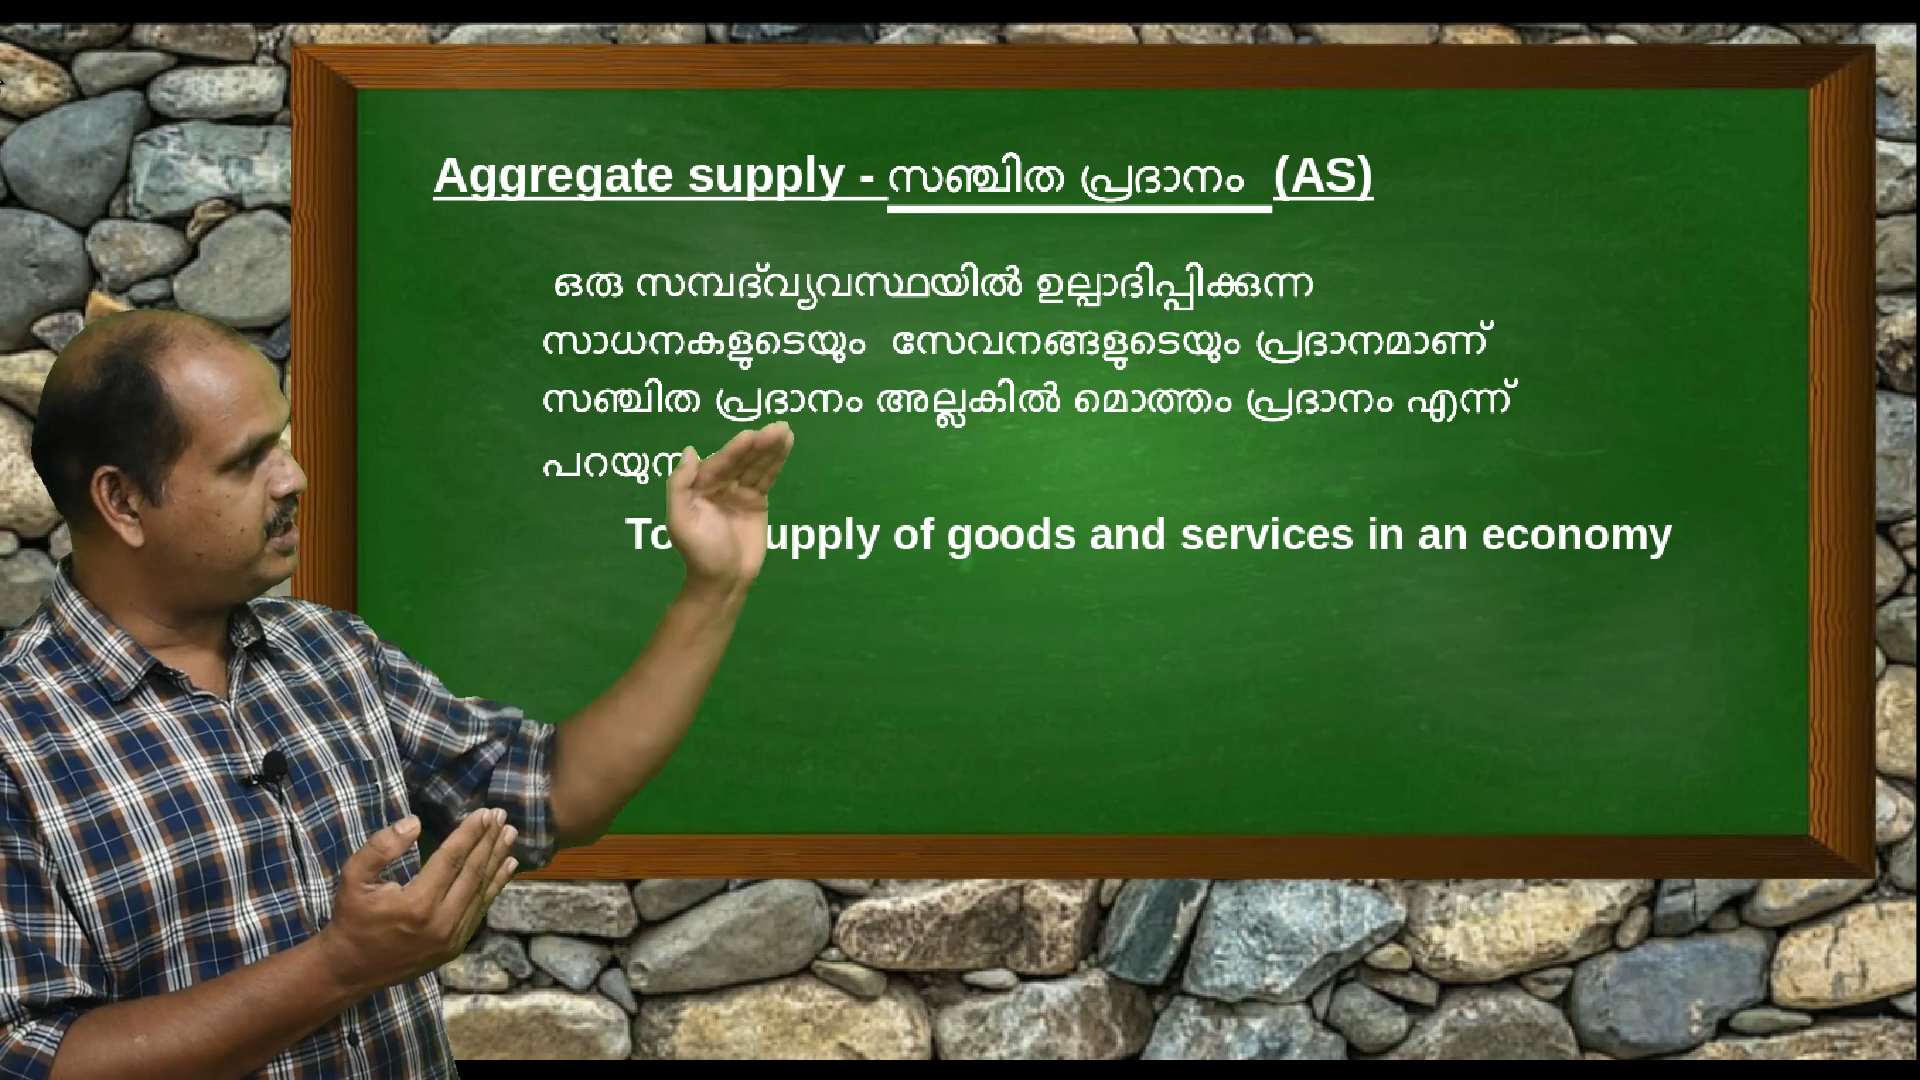 Aggregate supply - സഞ്ചിത പ്രദാനം (AS)
ഒരു സമ്പദ്‌വ്യവസ്ഥയിൽ ഉല്പാദിപ്പിക്കുന്ന
സാധനകളുടെയും സേവനങ്ങളുടെയും പ്രദാനമാണ്
സഞ്ചിത പ്രദാനം അല്ലകിൽ മൊത്തം പ്രദാനം എന്ന്
of goods and services in an economy